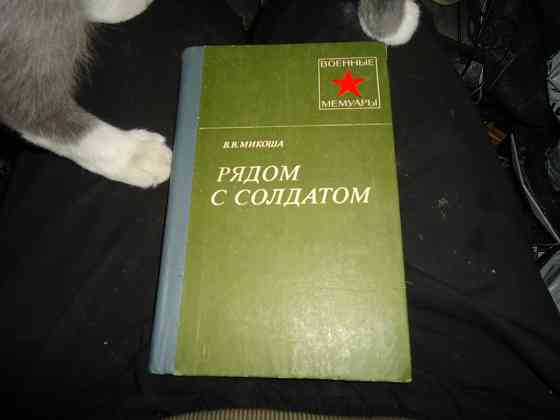 ВОЕННЫЕ
МЕМУАРЫ
В.В.МИКОША
РЯДОМ
С СОЛДАТОМ